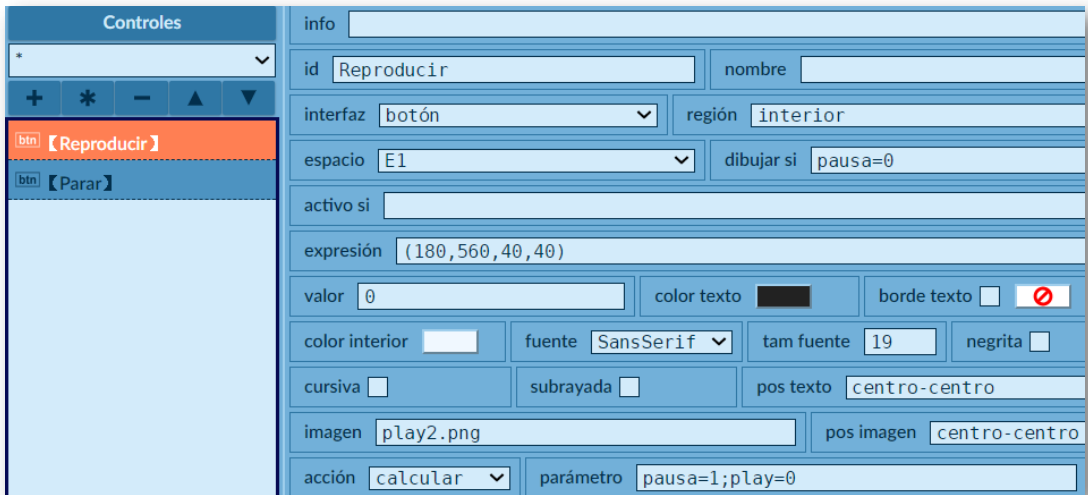 Controles
*
btn 【Reproducir】
btn 【Parar】
info
id Reproducir nombre
interfaz botón región interior
espacio E1 dibujar si pausa=0
activo si
expresión (180,560,40,40)
valor 0 color texto borde texto
color interior fuente SansSerif tam fuente 19 negrita
cursiva subrayada pos texto centro-centro
imagen play2.png pos imagen centro-centro
acción calcular parámetro pausa=1;play=0